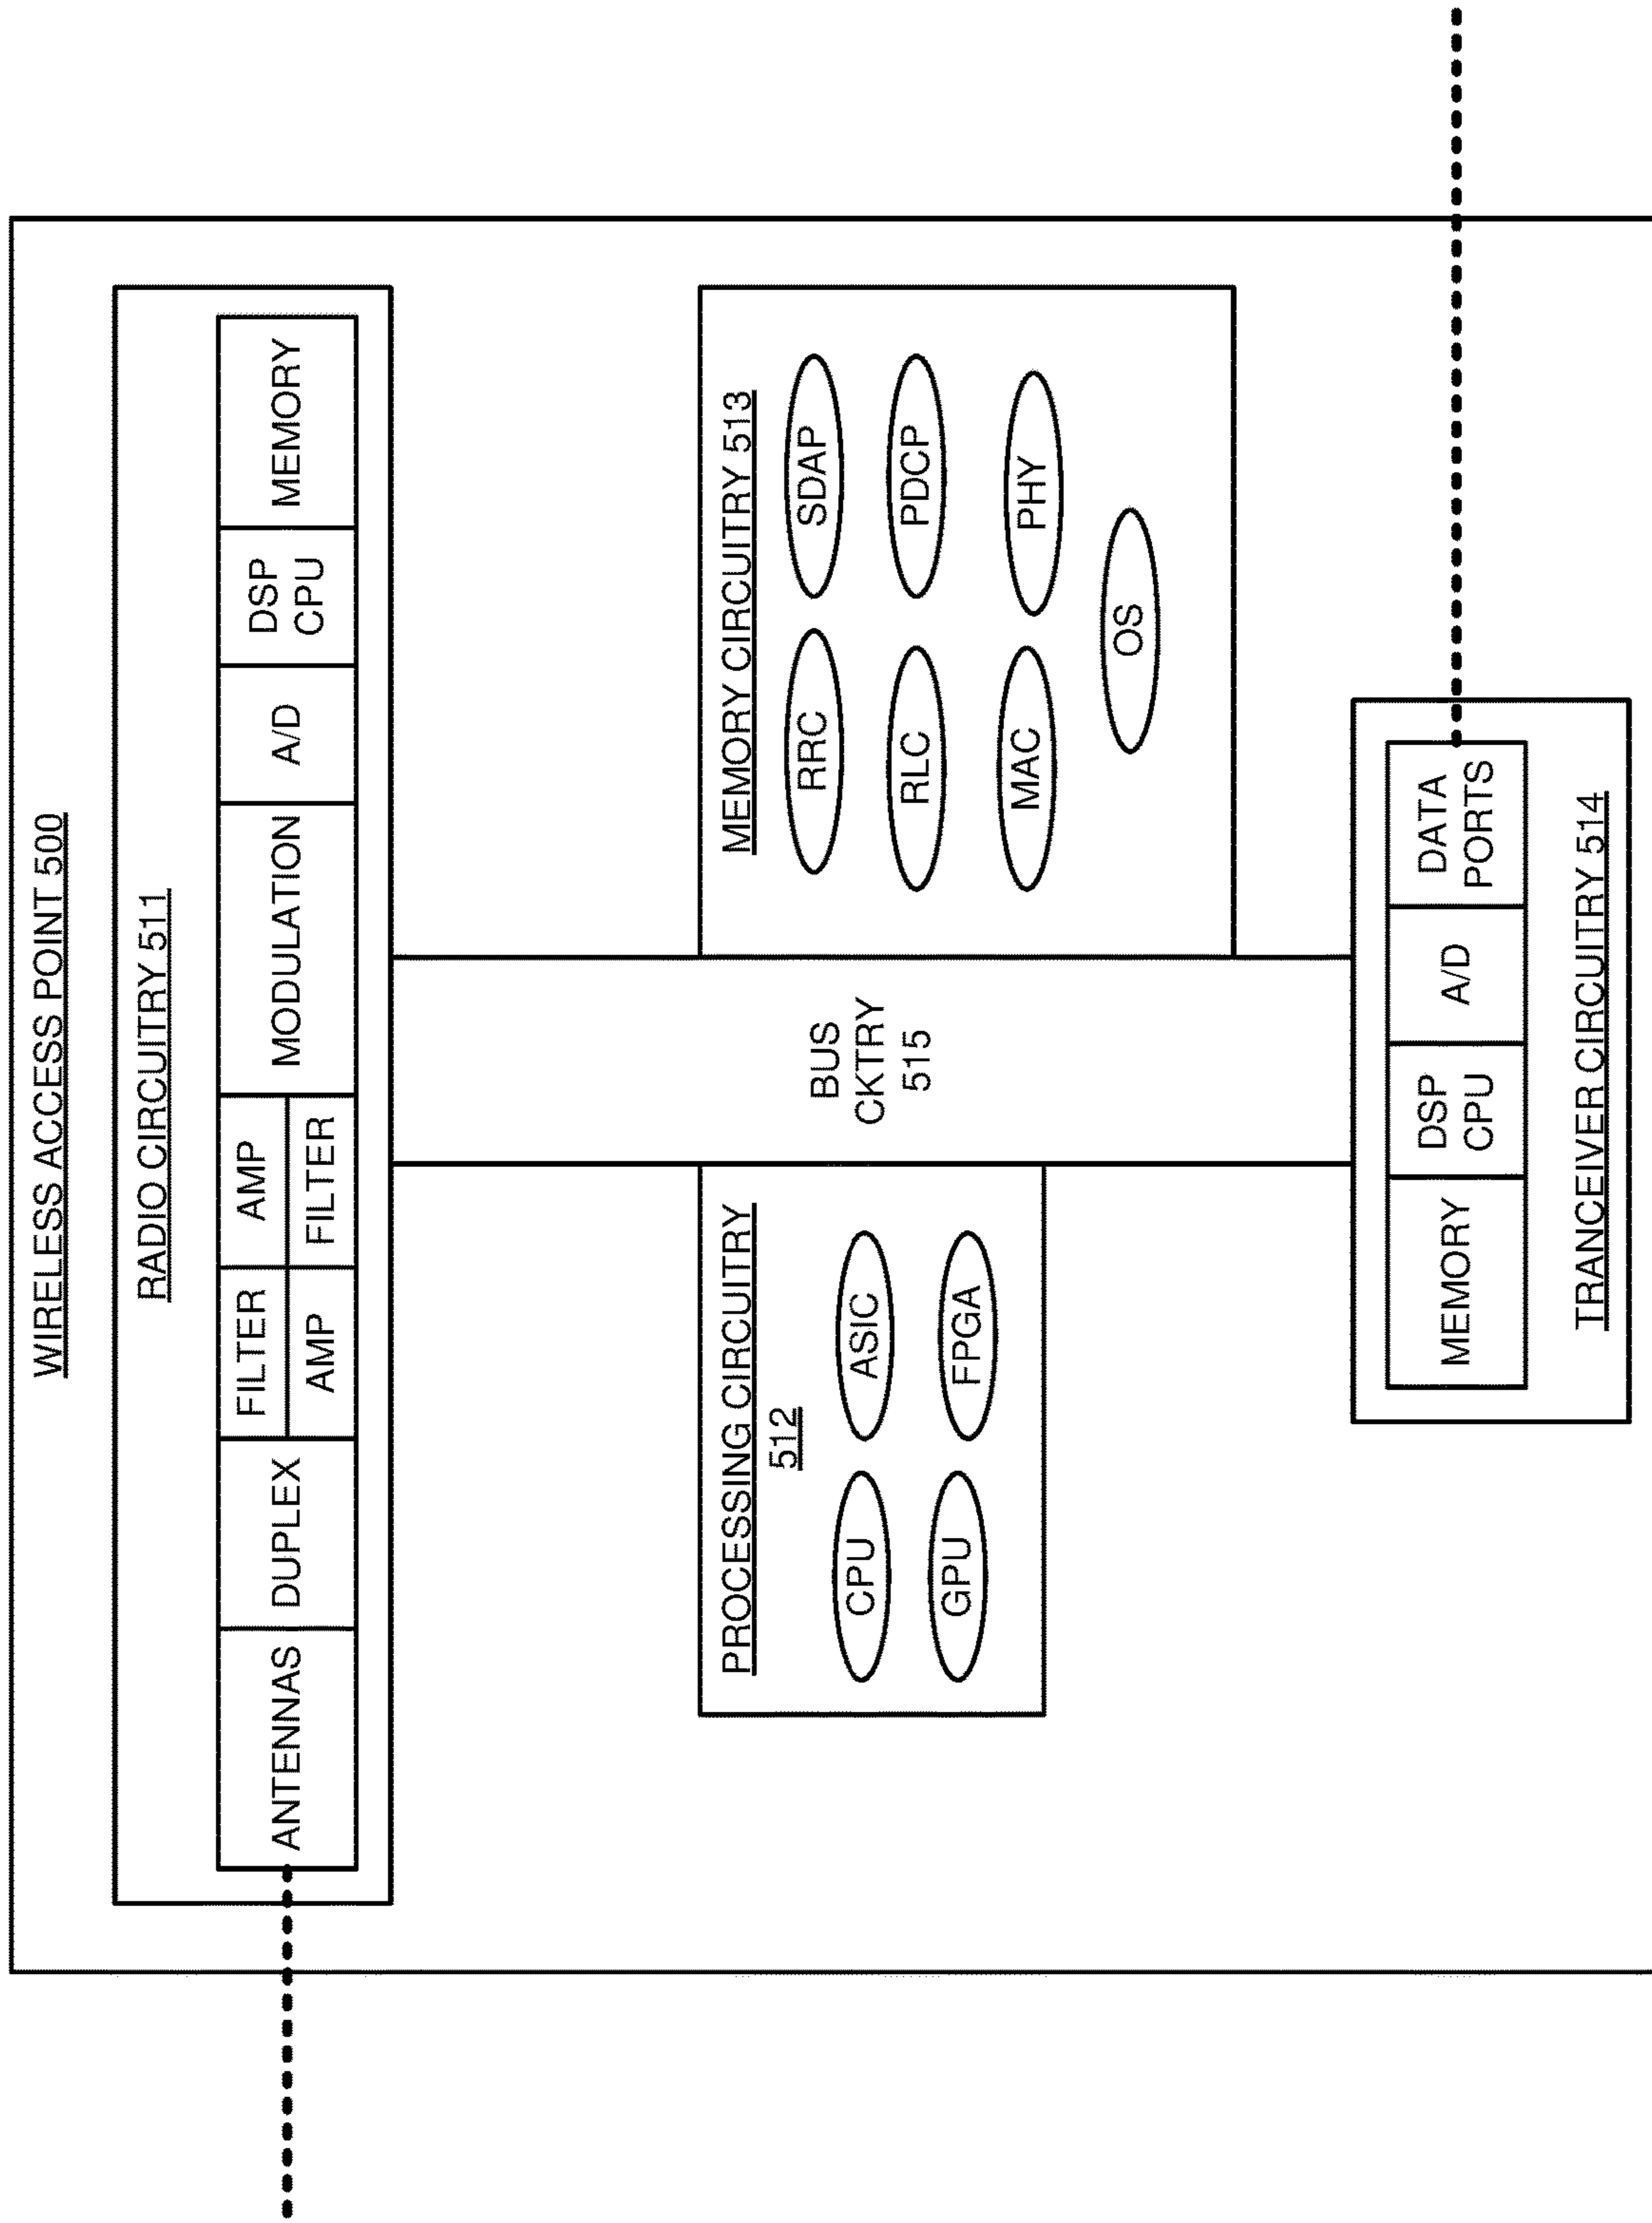 WIRELESS ACCESS POINT 500
RADIO CIRCUITRY 511
ANTENNAS
DUPLEX
FILTER
AMP
AMP
FILTER
MODULATION
A/D
DSP
CPU
MEMORY
PROCESSING CIRCUITRY
512
CPU
ASIC
GPU
FPGA
BUS
CKTRY
515
MEMORY CIRCUITRY 513
RRC
SDAP
RLC
PDCP
MAC
PHY
OS
MEMORY
DSP
CPU
A/D
DATA
PORTS
TRANCEIVER CIRCUITRY 514